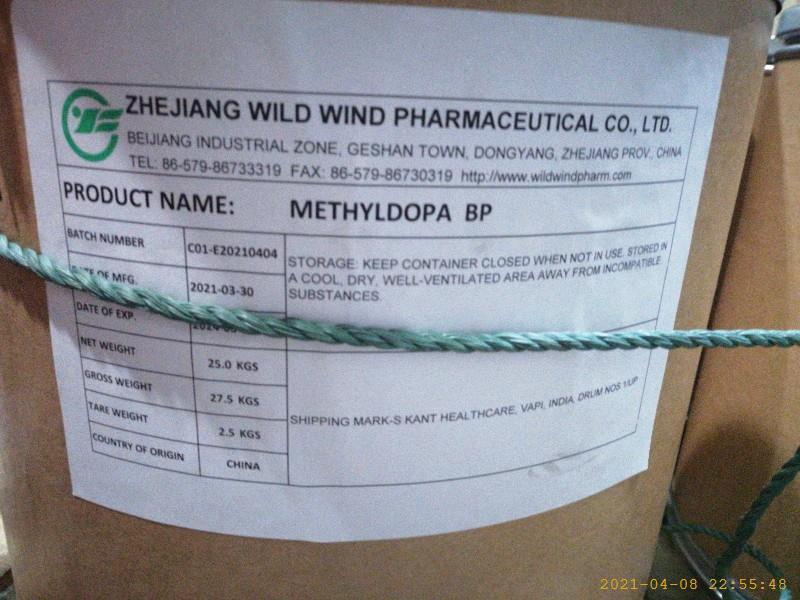 ZHEJIANG WILD WIND PHARMACEUTICAL CO., LTD.
BEIJIANG INDUSTRIAL ZONE, GESHAN TOWN, DONGYANG, ZHEJIANG PROV., CHINA
TEL: 86-579-86733319 FAX: 86-579-86730319 http://www.wildwindpharm.com
PRODUCT NAME: METHYLDOPA BP
BATCH NUMBER C01-E20210404
STORAGE: KEEP CONTAINER CLOSED WHEN NOT IN USE. STORED IN
A COOL, DRY, WELL-VENTILATED AREA AWAY FROM INCOMPATIBLE
SUBSTANCES.
OF MFG. 2021-03-30
DATE OF EXP.
NET WEIGHT 25.0 KGS
GROSS WEIGHT 27.5 KGS
TARE WEIGHT 2.5 KGS
COUNTRY OF ORIGIN CHINA
SHIPPING MARK-S KANT HEALTHCARE, VAPI, INDIA, DRUM NOS 1/UP
2021-04-08 22:55:48